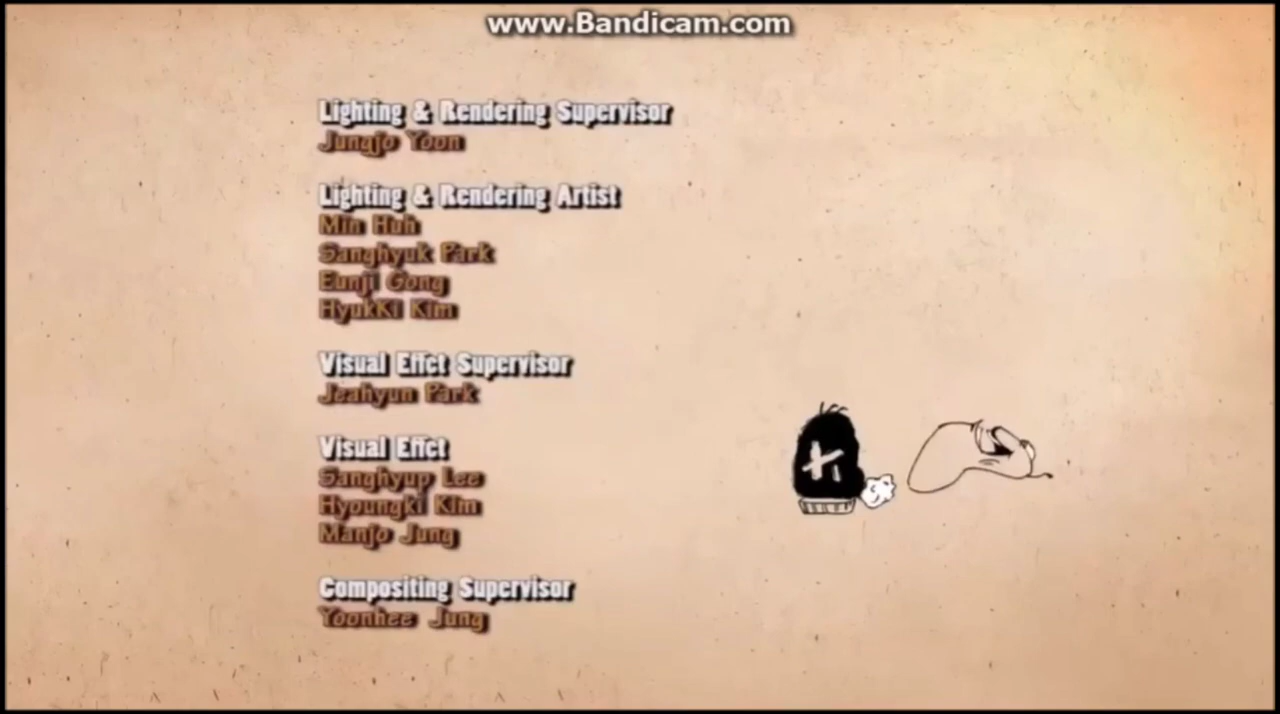 www.Bandicam.com
Lighting & Rendering Supervisor
Jungjo Yoon
Lighting & Rendering Artist
Min Huh
Sanghyuk Park
Eunji Gong
HyukKi Kim
Visual Effct Supervisor
Jeahyun Park
Visual Effct
Sanghyup Lee
Hyoungki Kim
Manjo Jung
Compositing Supervisor
Yoonhee Jung